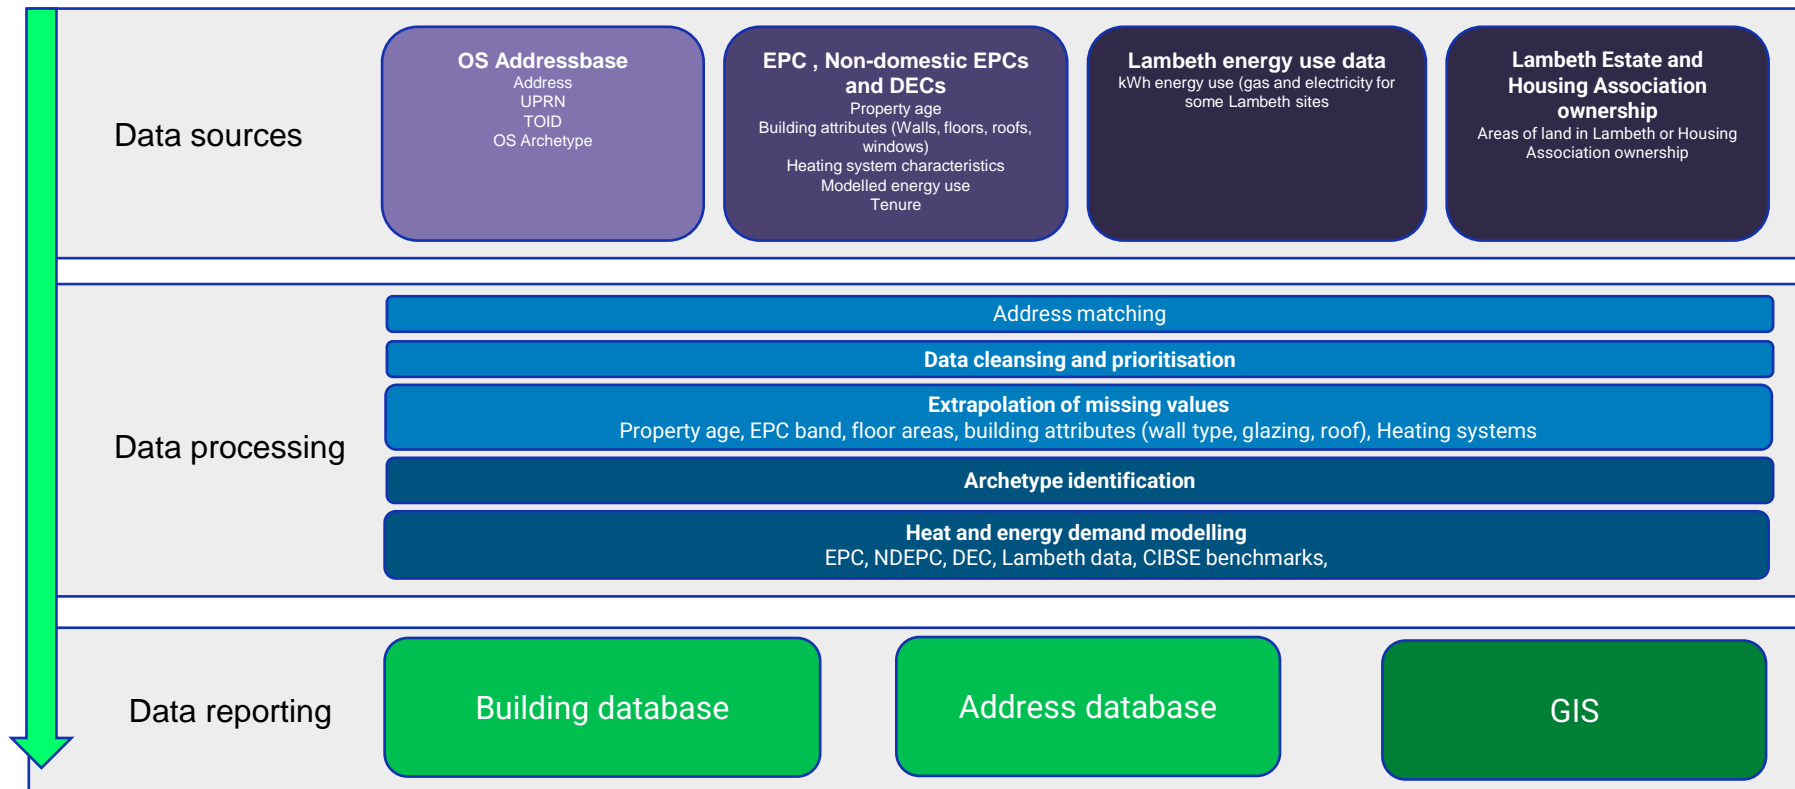 Data sources
OS Addressbase
Address
UPRN
TOID
OS Archetype
EPC , Non-domestic EPCs
and DECs
Property age
Building attributes (Walls, floors, roofs,
windows)
Heating system characteristics
Modelled energy use
Tenure
Lambeth energy use data
kWh energy use (gas and electricity for
some Lambeth sites
Lambeth Estate and
Housing Association
ownership
Areas of land in Lambeth or Housing
Association ownership
Data processing
Address matching
Data cleansing and prioritisation
Extrapolation of missing values
Property age, EPC band, floor areas, building attributes (wall type, glazing, roof), Heating systems
Archetype identification
Heat and energy demand modelling
EPC, NDEPC, DEC, Lambeth data, CIBSE benchmarks,
Data reporting
Building database
Address database
GIS